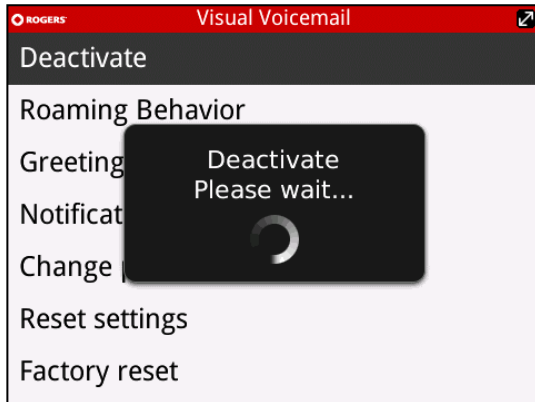 ROGERS
Visual Voicemail
Deactivate
Roaming Behavior
Greeting
Notificat
Change
Reset settings
Factory reset
Deactivate
Please wait...